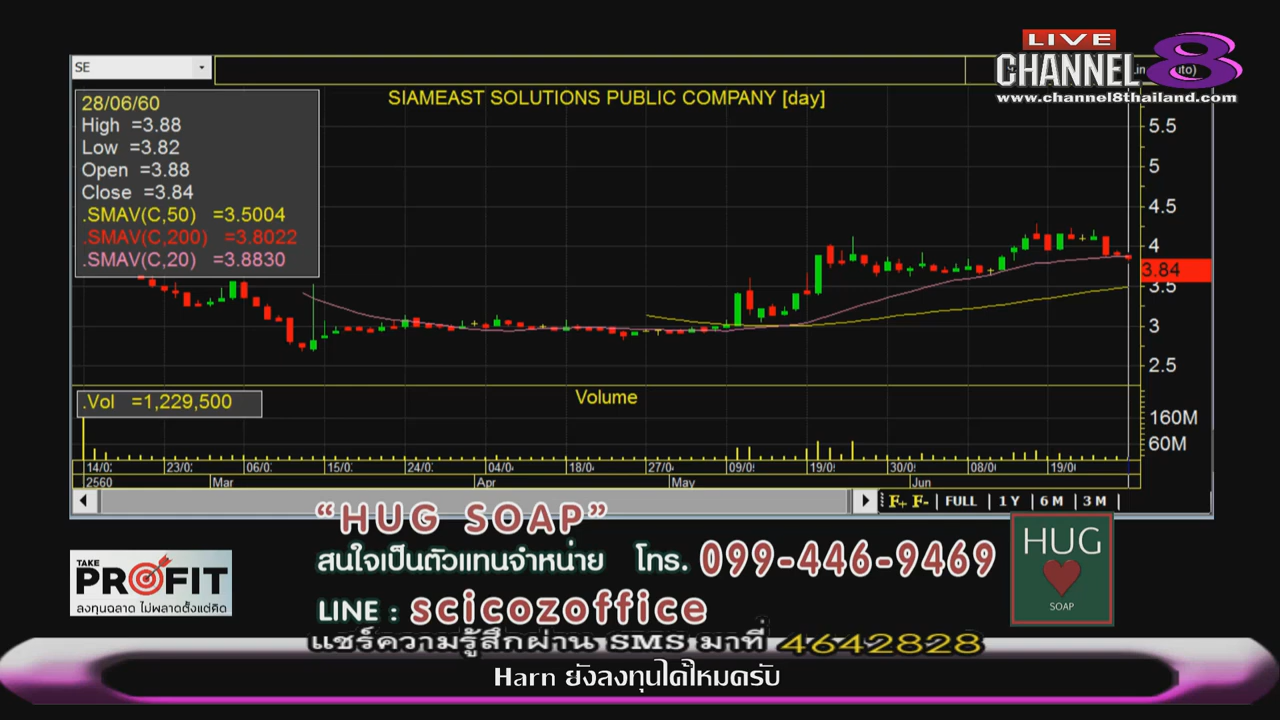 LIVE
CHANNEL 8
www.channel8thailand.com
SE
SIAMEAST SOLUTIONS PUBLIC COMPANY [day]
28/06/60
High =3.88
Low =3.82
Open =3.88
Close =3.84
.SMAV(C,50) =3.5004
.SMAV(C,200) =3.8022
.SMAV(C,20) =3.8830
5.5
5
4.5
4
3.84
3.5
3
2.5
.Vol =1,229,500
Volume
160M
60M
14/0 23/0 06/0 15/0 24/0 04/0 18/0 27/0 09/0 19/0 30/0 08/0 19/0
2560 Mar Apr May Jun
F+ F- | FULL | 1 Y | 6 M | 3 M |
“HUG SOAP”
สนใจเป็นตัวแทนจำหน่าย โทร. 099-446-9469
LINE : scicozoffice
HUG
SOAP
TAKE
PROFIT
ลงทุนฉลาด ไม่พลาดตั้งแต่คิด
แชร์ความรู้สึกผ่าน SMS มาที่ 4642828
Harn ยังลงทุนได้ไหมครับ